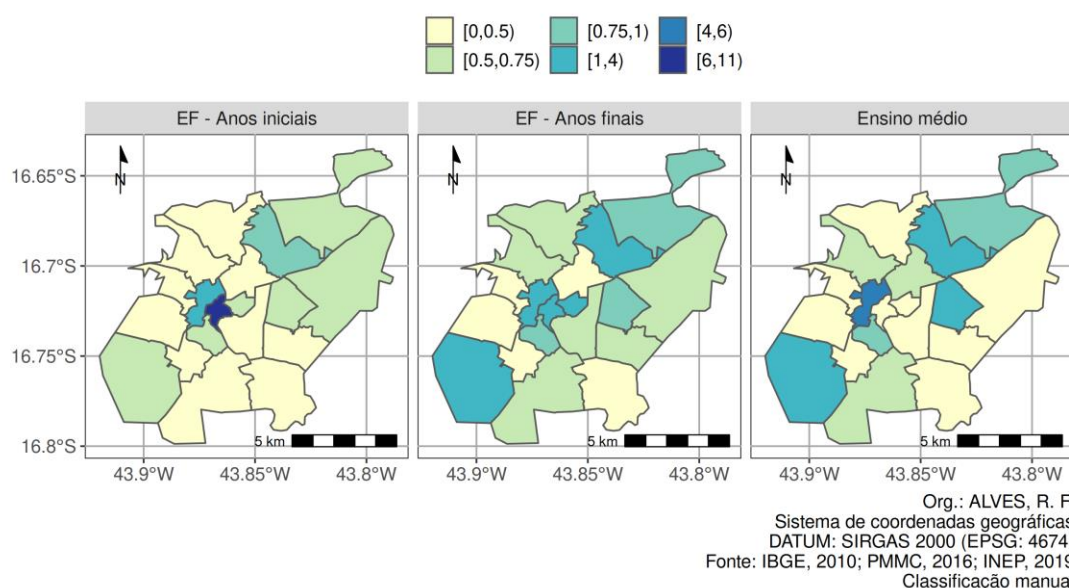 [0,0.5) [0.75,1) [4,6)
[0.5,0.75) [1,4) [6,11)
EF - Anos iniciais EF - Anos finais Ensino médio
N N N
16.65°S
16.7°S
16.75°S
16.8°S
5 km 5 km 5 km
43.9°W 43.85°W 43.8°W 43.9°W 43.85°W 43.8°W 43.9°W 43.85°W 43.8°W
Org.: ALVES, R. F
Sistema de coordenadas geográficas
DATUM: SIRGAS 2000 (EPSG: 4674
Fonte: IBGE, 2010; PMMC, 2016; INEP, 2019
Classificação manua